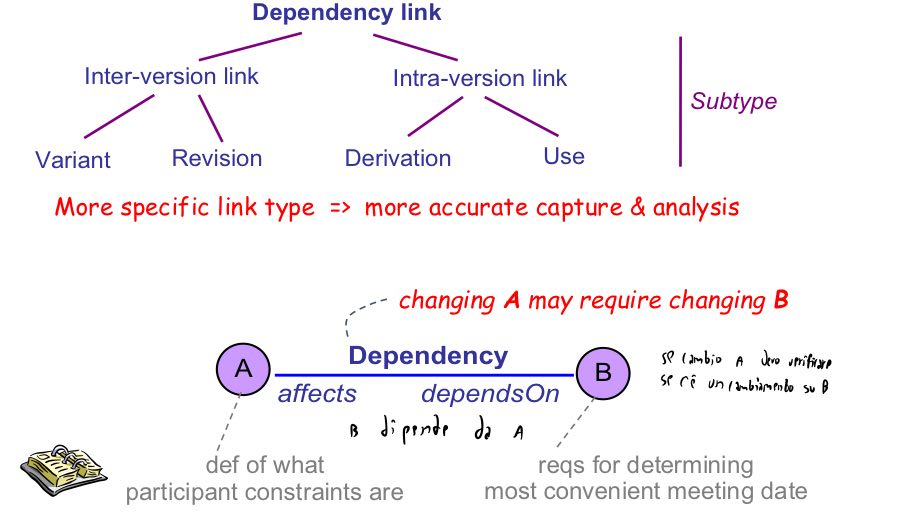 Dependency link
Inter-version link
Intra-version link
Subtype
Variant
Revision
Derivation
Use
More specific link type => more accurate capture & analysis
changing A may require changing B
Dependency
A
B
affects
dependsOn
se cambio A devo verificare
se c'è un cambiamento su B
B dipende da A
def of what
participant constraints are
reqs for determining
most convenient meeting date